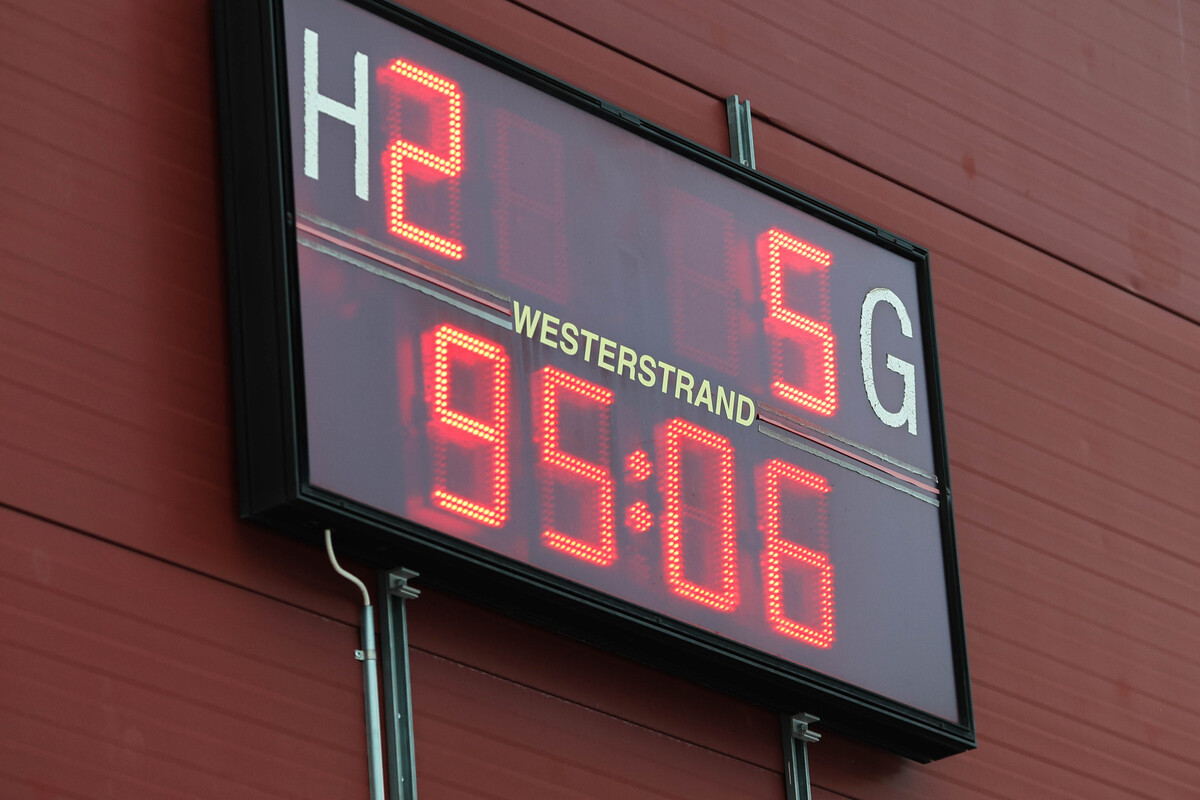 H 2 5 G
WESTERSTRAND
95:06